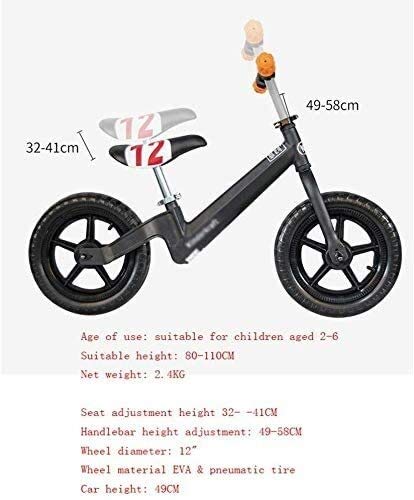 49-58cm
32-41cm
12
12
Age of use: suitable for children aged 2-6
Suitable height: 80-110CM
Net weight: 2.4KG
Seat adjustment height 32- -41CM
Handlebar height adjustment: 49-58CM
Wheel diameter: 12"
Wheel material EVA & pneumatic tire
Car height: 49CM